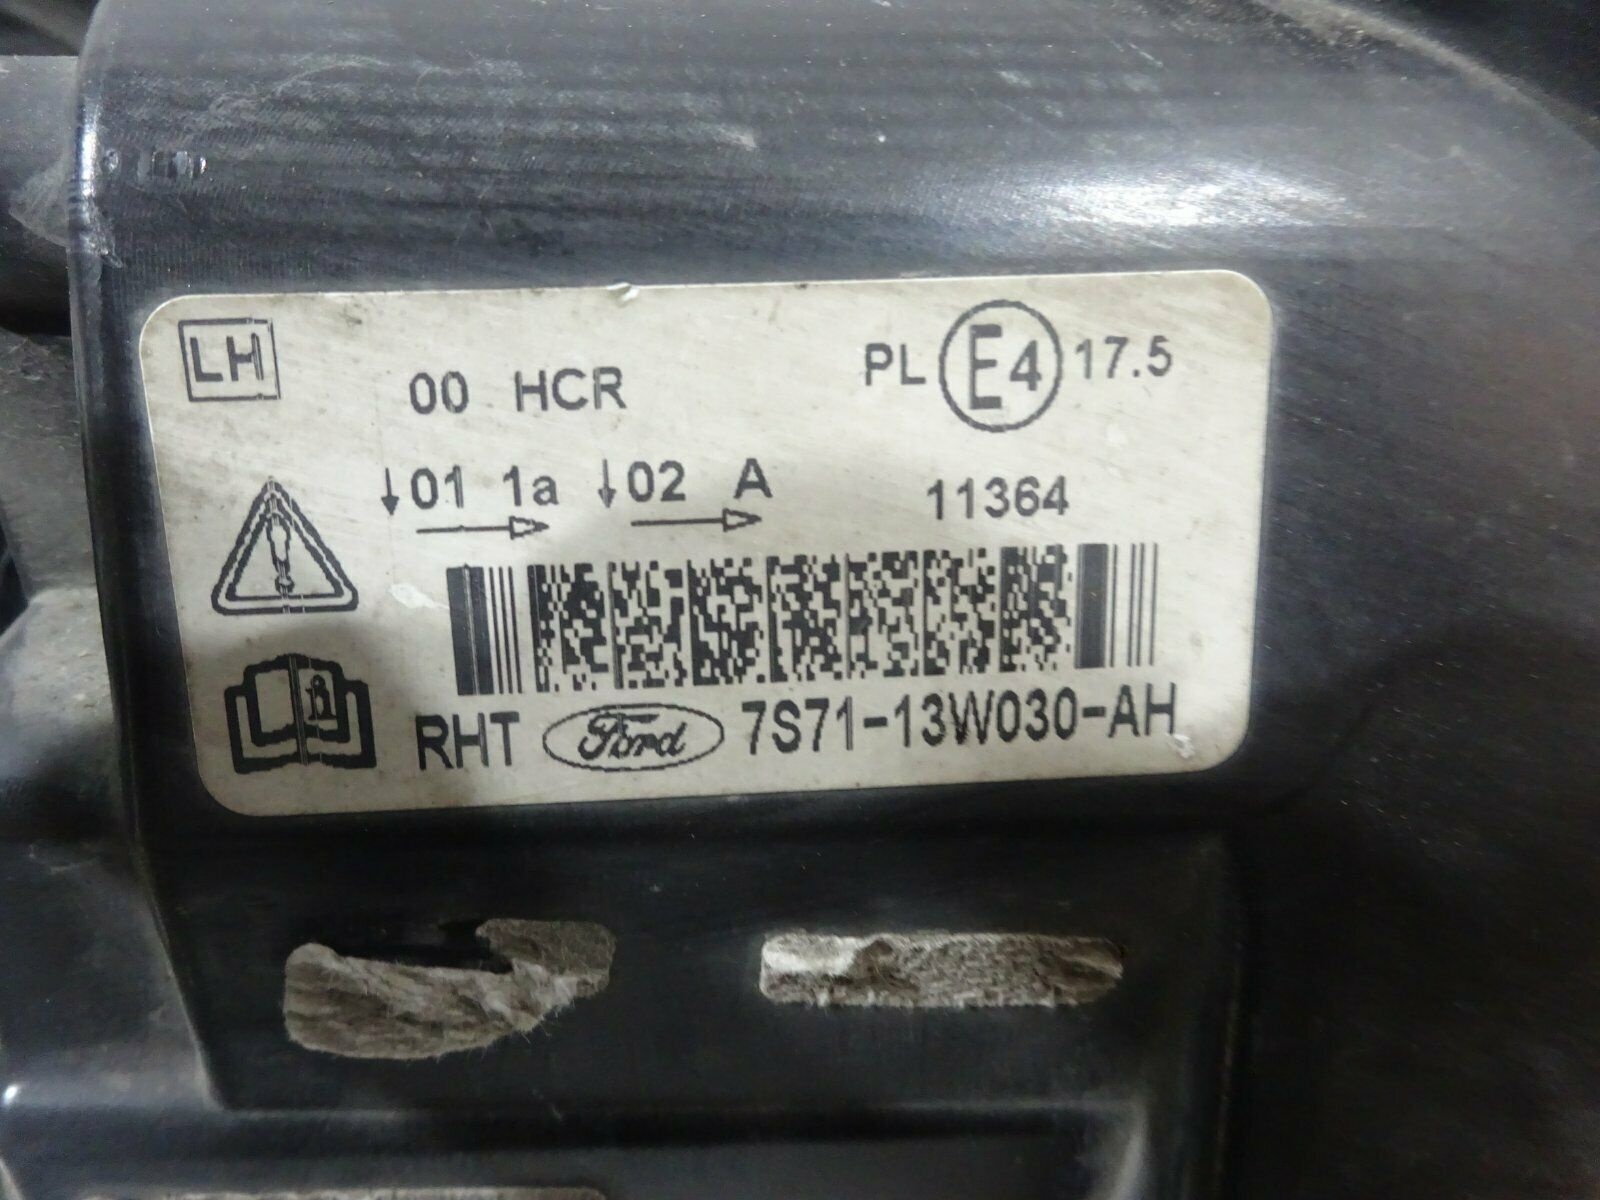 LH
00 HCR
PL E4 17.5
↓01 1a ↓02 A
11364
RHT Ford 7S71-13W030-AH